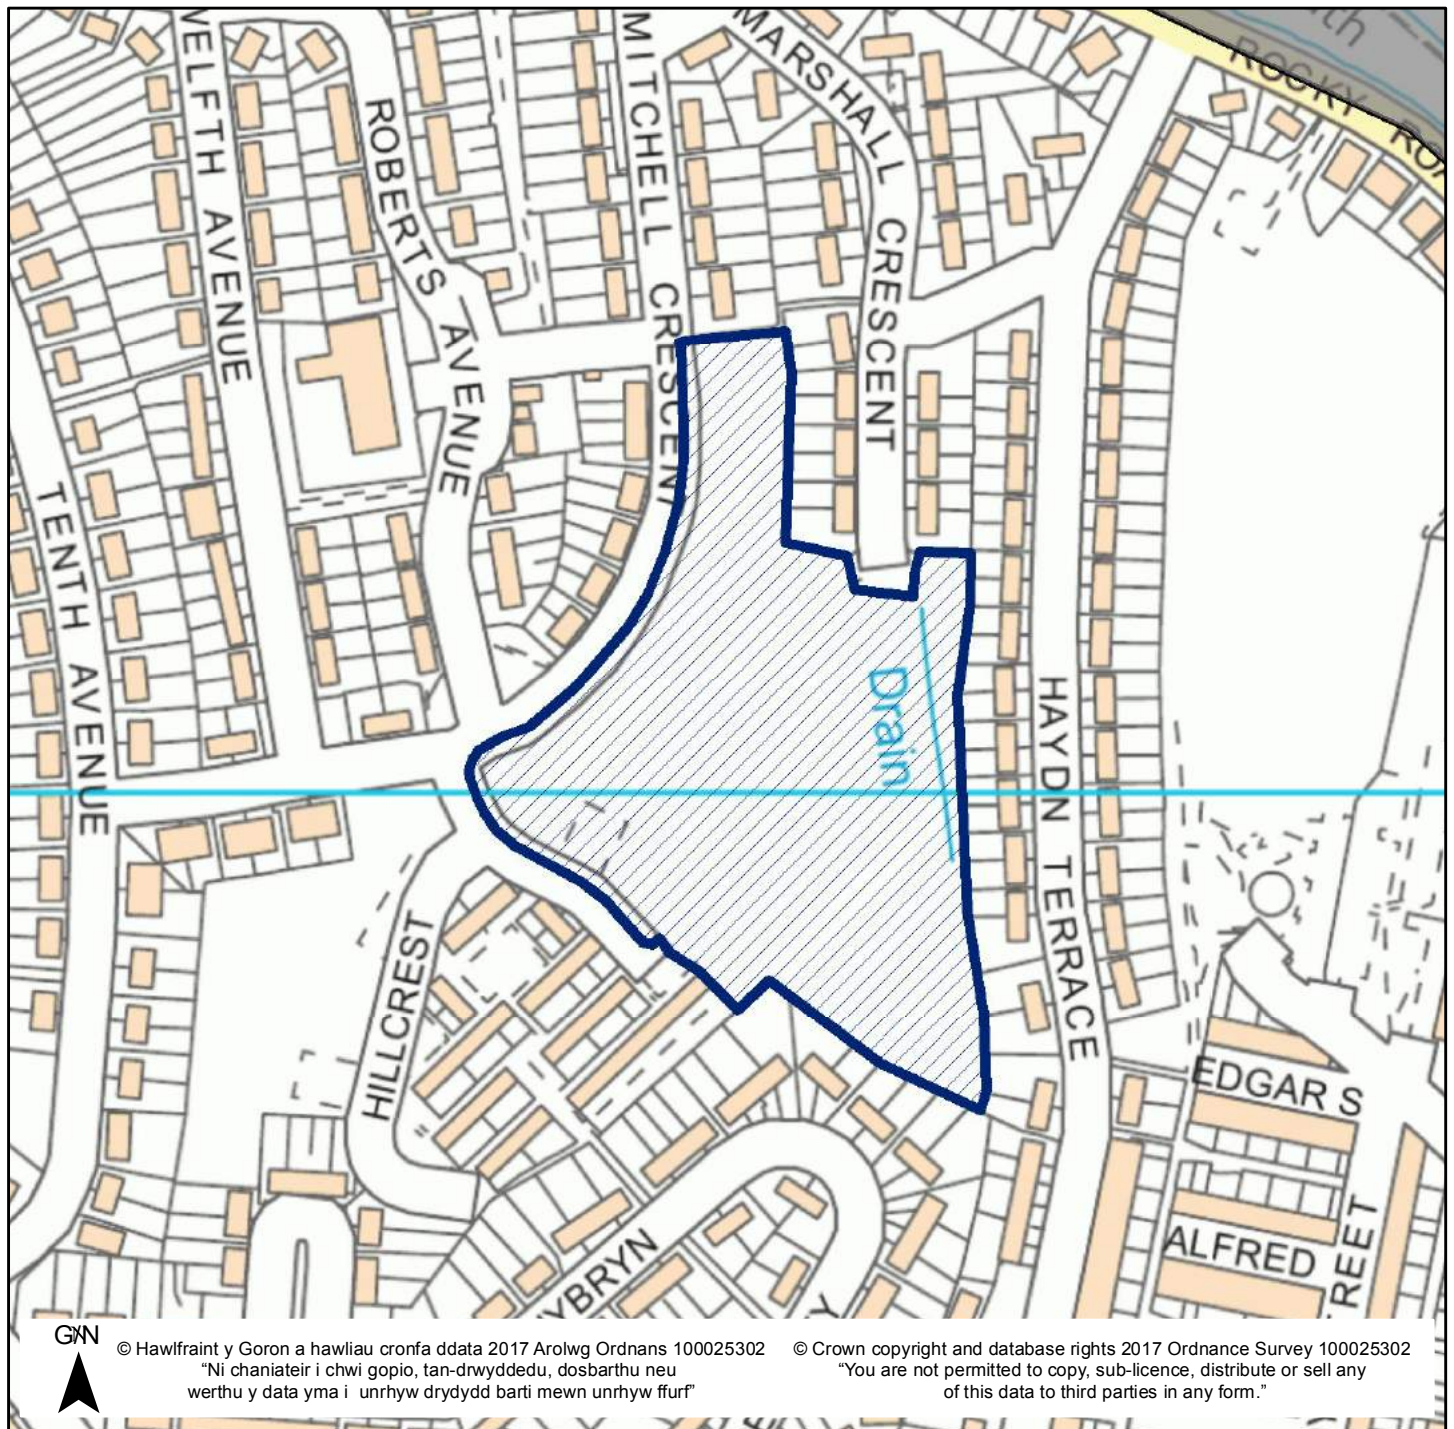 VELFTH AVENUE
ROBERTS AVENUE
MITCHELL CRESCENT
MARSHALL CRESCENT
ROCKY ROA
TENTH AVENUE
Drain
HAYDN TERRACE
HILLCREST
EDGAR S
ALFRED
REET
YBRYN
Y
G/N
© Hawlfraint y Goron a hawliau cronfa ddata 2017 Arolwg Ordnans 100025302
“Ni chaniateir i chwi gopio, tan-drwyddedu, dosbarthu neu
werthu y data yma i unrhyw drydydd barti mewn unrhyw ffurf”
© Crown copyright and database rights 2017 Ordnance Survey 100025302
“You are not permitted to copy, sub-licence, distribute or sell any
of this data to third parties in any form.”